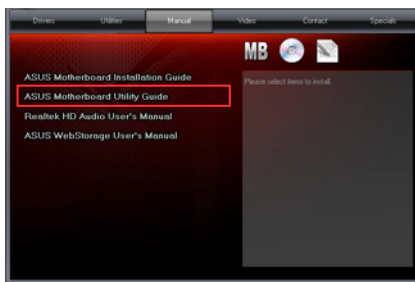 Drivers Utilities Manual Video Contact Specials
MB
ASUS Motherboard Installation Guide
Please select items to install.
ASUS Motherboard Utility Guide
Realtek HD Audio User's Manual
ASUS WebStorage User's Manual